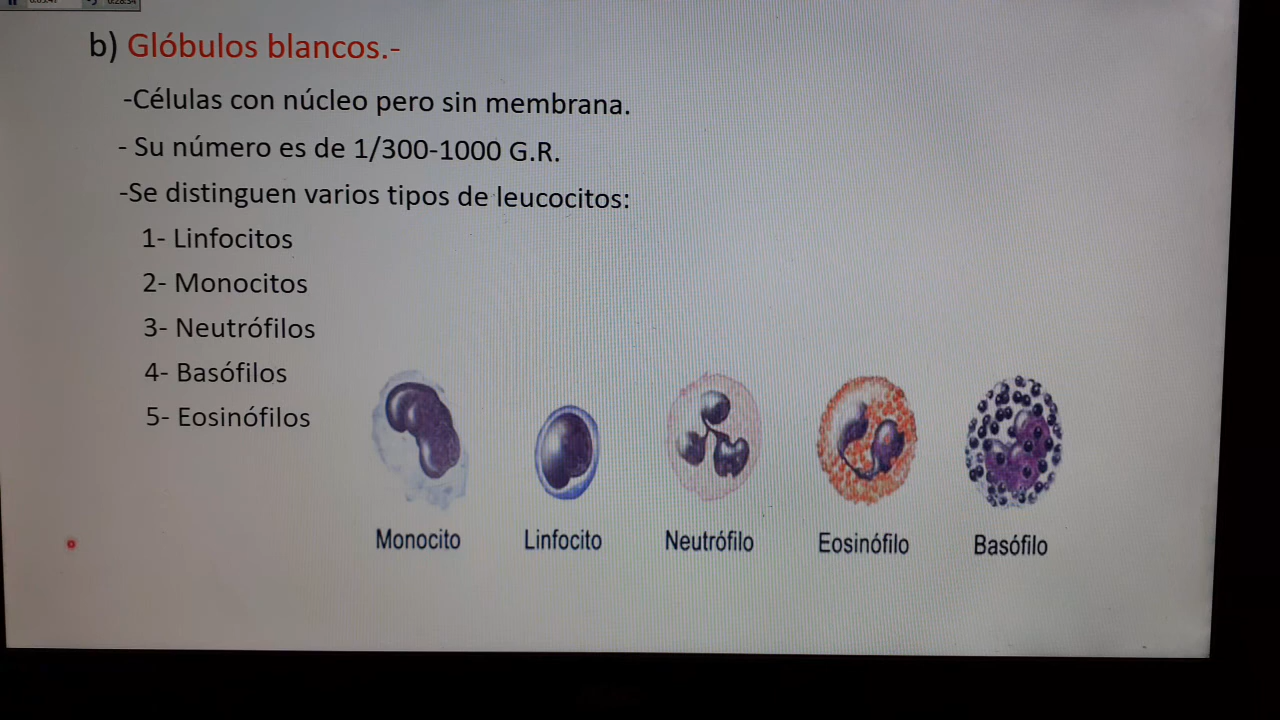 b) Glóbulos blancos.-
-Células con núcleo pero sin membrana.
- Su número es de 1/300-1000 G.R.
-Se distinguen varios tipos de leucocitos:
1- Linfocitos
2- Monocitos
3- Neutrófilos
4- Basófilos
5- Eosinófilos
Monocito Linfocito Neutrófilo Eosinófilo Basófilo